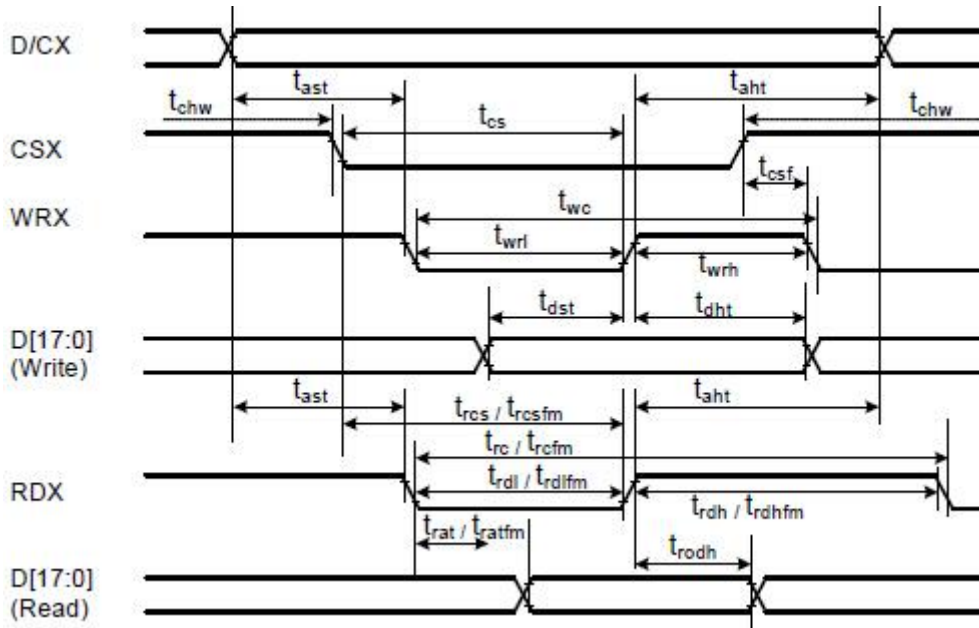 D/CX
t_ast t_aht
t_chw t_chw
t_cs
CSX
t_csf
WRX
t_wc
t_wrl t_wrh
t_dst t_dht
D[17:0]
(Write)
t_ast t_aht
t_rcs / t_rcsfm
t_rc / t_rcfm
RDX
t_rdl / t_rdlfm
t_rdh / t_rdhfm
t_rat / t_ratfm
t_rodh
D[17:0]
(Read)